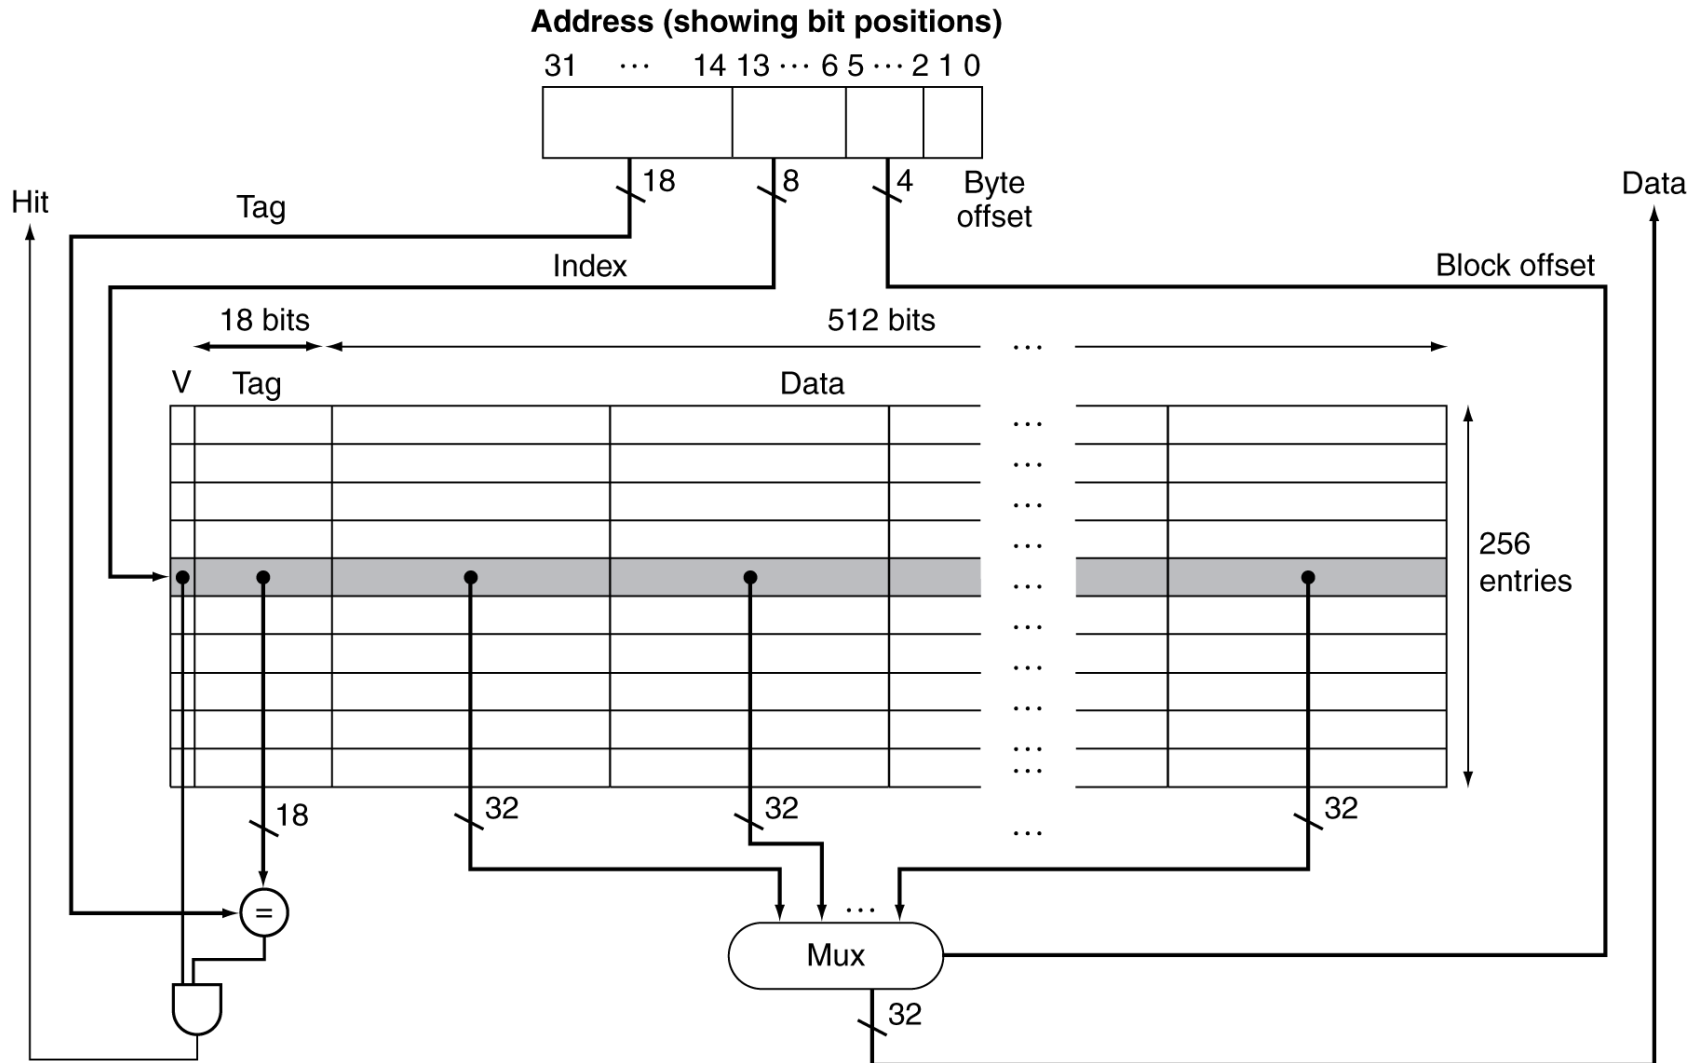 Address (showing bit positions)
31 ··· 14 13 ··· 6 5 ··· 2 1 0
18
8
4
Byte
offset
Hit
Tag
Data
Index
Block offset
18 bits
512 bits
···
V
Tag
Data
···
···
···
···
···
···
···
···
···
···
256
entries
18
32
32
···
32
=
···
Mux
32